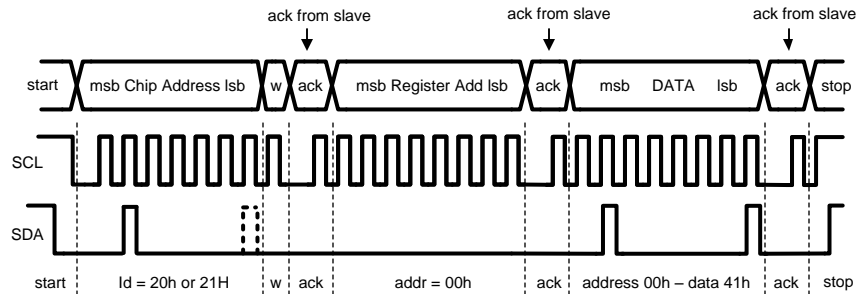 ack from slave ack from slave ack from slave
start msb Chip Address lsb w ack msb Register Add lsb ack msb DATA lsb ack stop
SCL
SDA
start Id = 20h or 21H w ack addr = 00h ack address 00h – data 41h ack stop